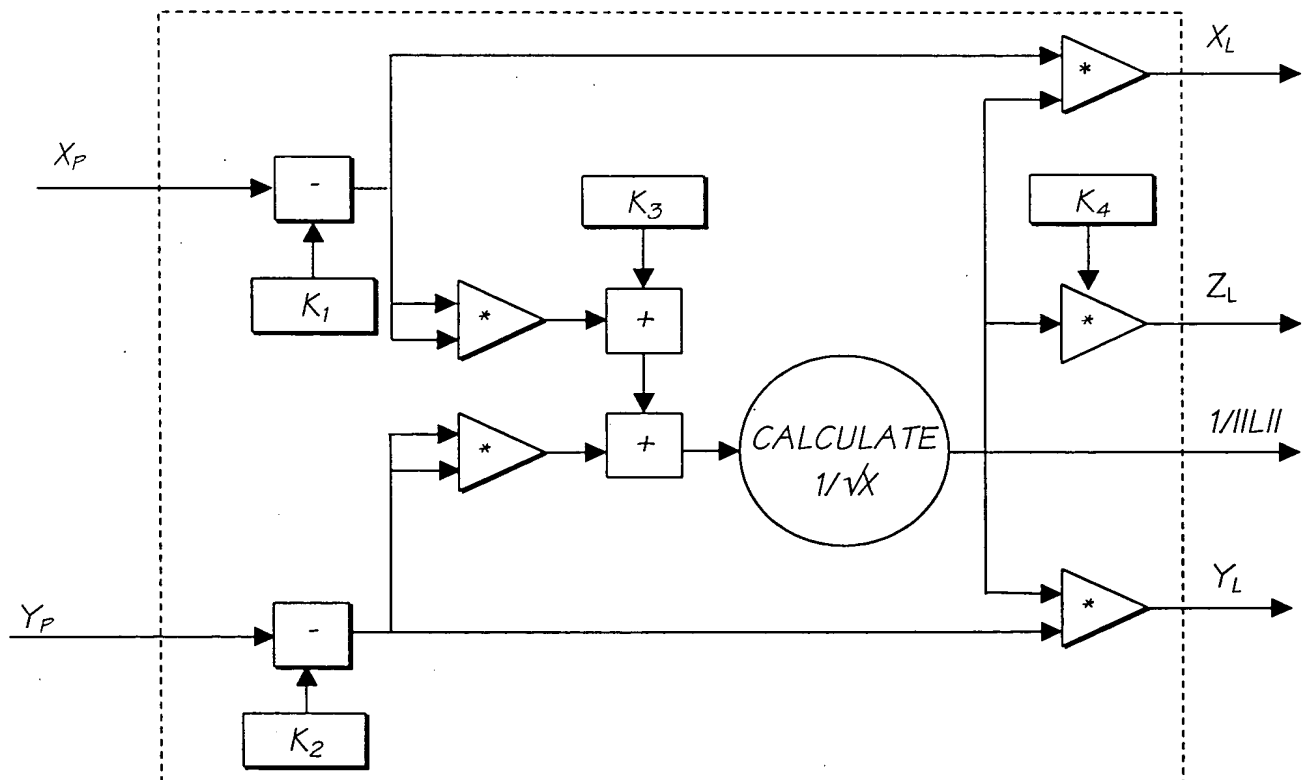 X_L
*
X_P
-
K_3
K_4
K_1
*
+
Z_L
*
*
+
CALCULATE
1/√X
1/||L||
Y_P
-
*
Y_L
K_2